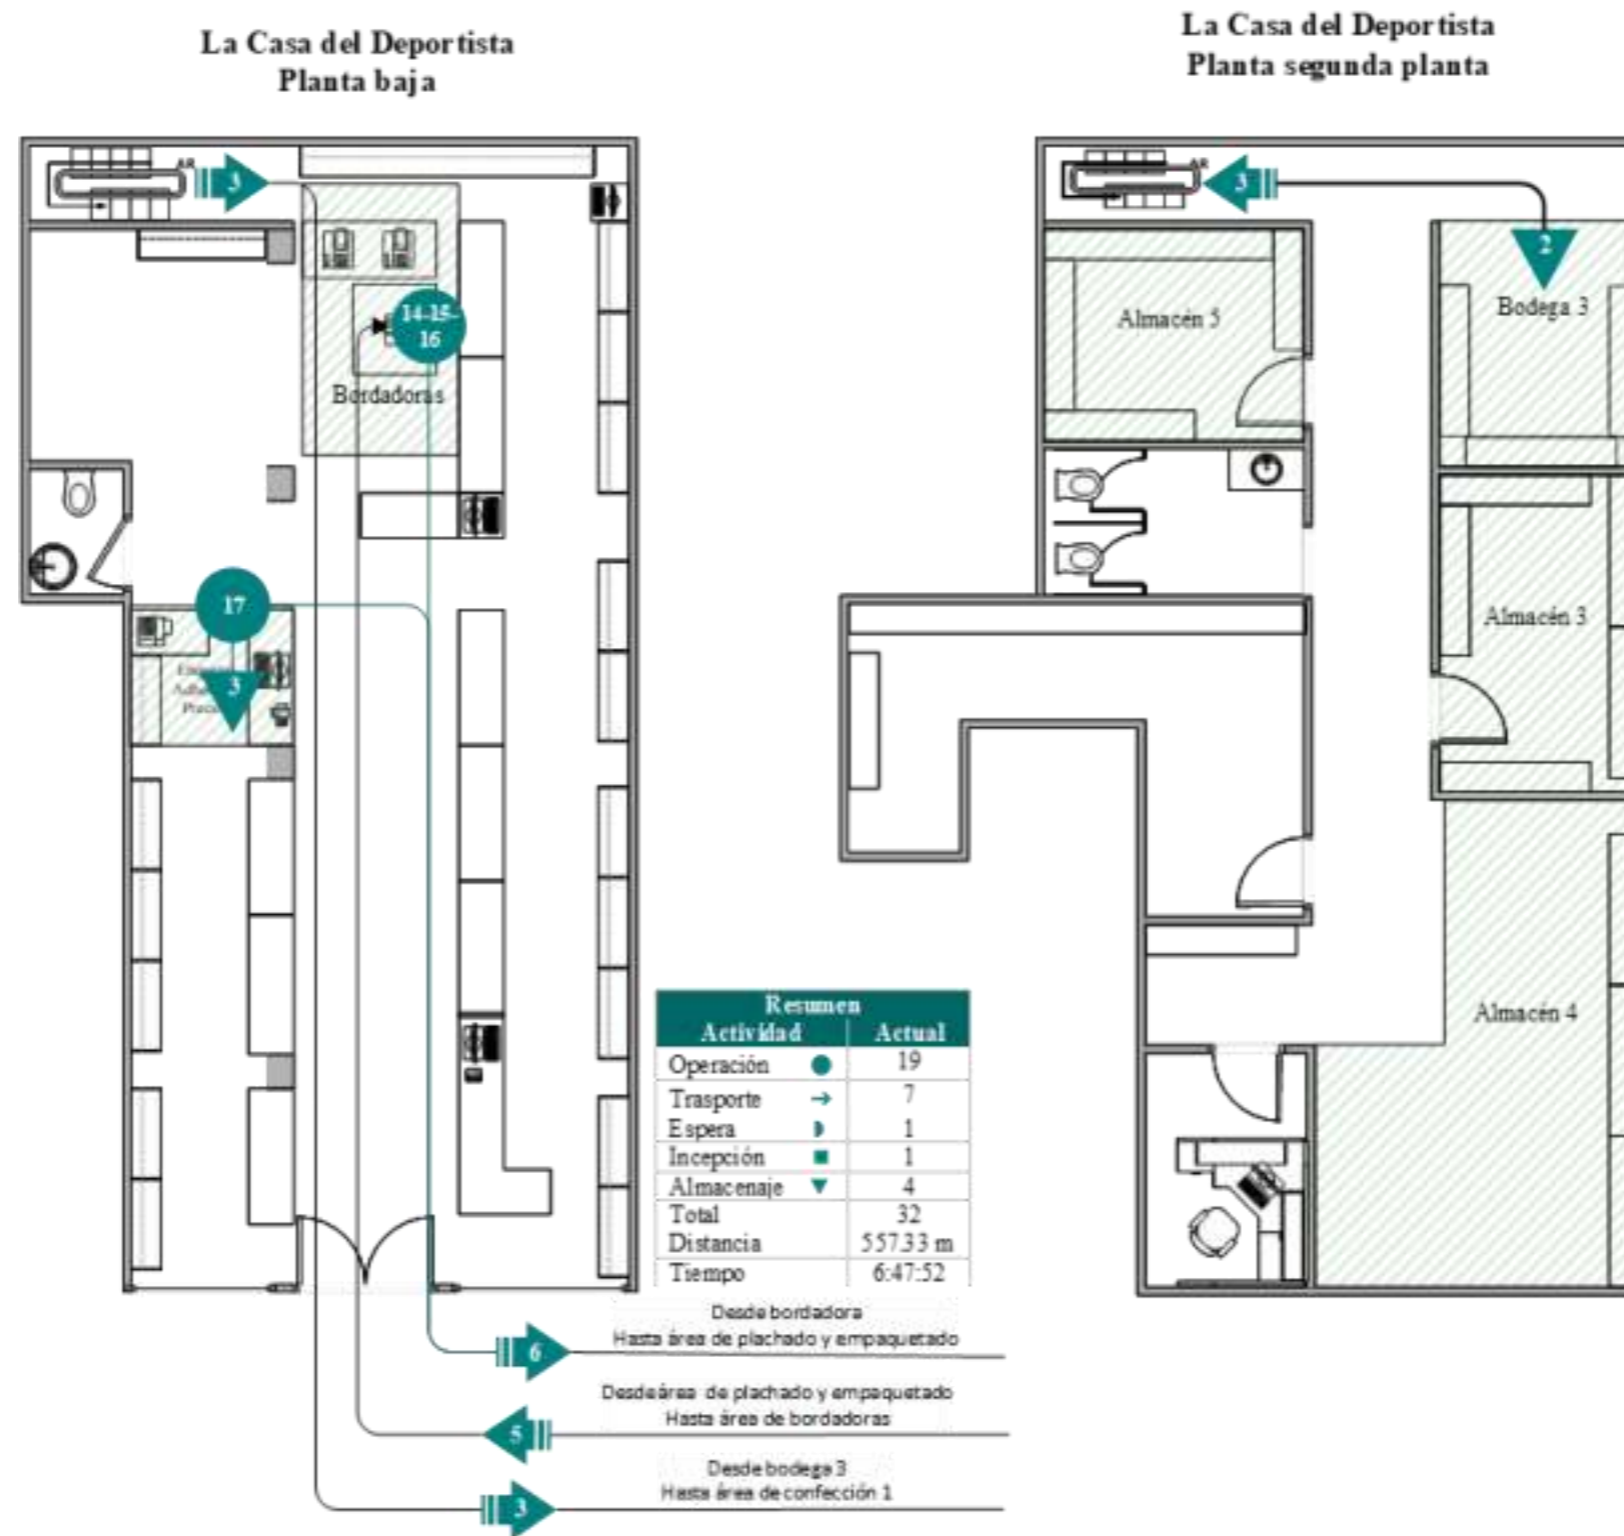 La Casa del Deportista
Planta baja
La Casa del Deportista
Planta segunda planta
AR
3
14-15-
16
Bordadoras
17
3
AR
3
2
Almacén 5
Bodega 3
Almacén 3
Almacén 4
Resumen
Actividad Actual
Operación 19
Trasporte 7
Espera 1
Incepción 1
Almacenaje 4
Total 32
Distancia 557.33 m
Tiempo 6:47:52
Desde bordadora
Hasta área de plachado y empaquetado
6
Desde área de plachado y empaquetado
Hasta área de bordadoras
5
Desde bodega 3
Hasta área de confección 1
3